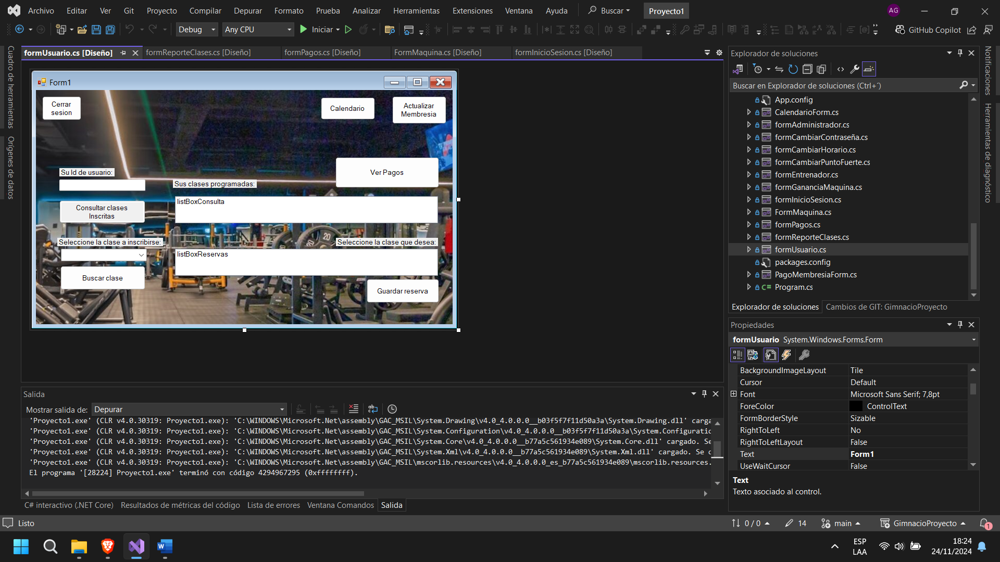 Archivo Editar Ver Git Proyecto Compilar Depurar Formato Prueba Analizar Herramientas Extensiones Ventana Ayuda Buscar Proyecto1 AG
Debug Any CPU Iniciar GitHub Copilot
Cuadro de herramientas
Orígenes de datos
formUsuario.cs [Diseño] formReporteClases.cs [Diseño] formPagos.cs [Diseño] FormMaquina.cs [Diseño] formInicioSesion.cs [Diseño]
Form1
Cerrar
sesion
Calendario
Actualizar
Membresia
Ver Pagos
Su Id de usuario:
Sus clases programadas:
listBoxConsulta
Consultar clases
Inscritas
Seleccione la clase a inscribirse:
Seleccione la clase que desea:
listBoxReservas
20
Buscar clase
Guardar reserva
Salida
Mostrar salida de: Depurar
'Proyecto1.exe' (CLR v4.0.30319: Proyecto1.exe): 'C:\WINDOWS\Microsoft.Net\assembly\GAC_MSIL\System.Drawing\v4.0_4.0.0.0__b03f5f7f11d50a3a\System.Drawing.dll' carga
'Proyecto1.exe' (CLR v4.0.30319: Proyecto1.exe): 'C:\WINDOWS\Microsoft.Net\assembly\GAC_MSIL\System.Configuration\v4.0_4.0.0.0__b03f5f7f11d50a3a\System.Configuratio
'Proyecto1.exe' (CLR v4.0.30319: Proyecto1.exe): 'C:\WINDOWS\Microsoft.Net\assembly\GAC_MSIL\System.Core\v4.0_4.0.0.0__b77a5c561934e089\System.Core.dll' cargado. Se
'Proyecto1.exe' (CLR v4.0.30319: Proyecto1.exe): 'C:\WINDOWS\Microsoft.Net\assembly\GAC_MSIL\System.Xml\v4.0_4.0.0.0__b77a5c561934e089\System.Xml.dll' cargado. Se c
'Proyecto1.exe' (CLR v4.0.30319: Proyecto1.exe): 'C:\WINDOWS\Microsoft.Net\assembly\GAC_MSIL\mscorlib.resources\v4.0_4.0.0.0_es_b77a5c561934e089\mscorlib.resources.
El programa '[28224] Proyecto1.exe' terminó con código 4294967295 (0xffffffff).
C# interactivo (.NET Core) Resultados de métricas del código Lista de errores Ventana Comandos Salida
Explorador de soluciones
Buscar en Explorador de soluciones (Ctrl+´)
App.config
CalendarioForm.cs
formAdministrador.cs
formCambiarContraseña.cs
formCambiarHorario.cs
formCambiarPuntoFuerte.cs
formEntrenador.cs
formGananciaMaquina.cs
formInicioSesion.cs
FormMaquina.cs
formPagos.cs
formReporteClases.cs
formUsuario.cs
packages.config
PagoMembresiaForm.cs
C# Program.cs
Explorador de soluciones Cambios de GIT: GimnacioProyecto
Propiedades
formUsuario System.Windows.Forms.Form
BackgroundImageLayout Tile
Cursor Default
Font Microsoft Sans Serif; 7,8pt
ForeColor ControlText
FormBorderStyle Sizable
RightToLeft No
RightToLeftLayout False
Text Form1
UseWaitCursor False
Text
Texto asociado al control.
Notificaciones
Herramientas de diagnóstico
Listo 0 / 0 14 main GimnacioProyecto 1
ESP
LAA
18:24
24/11/2024